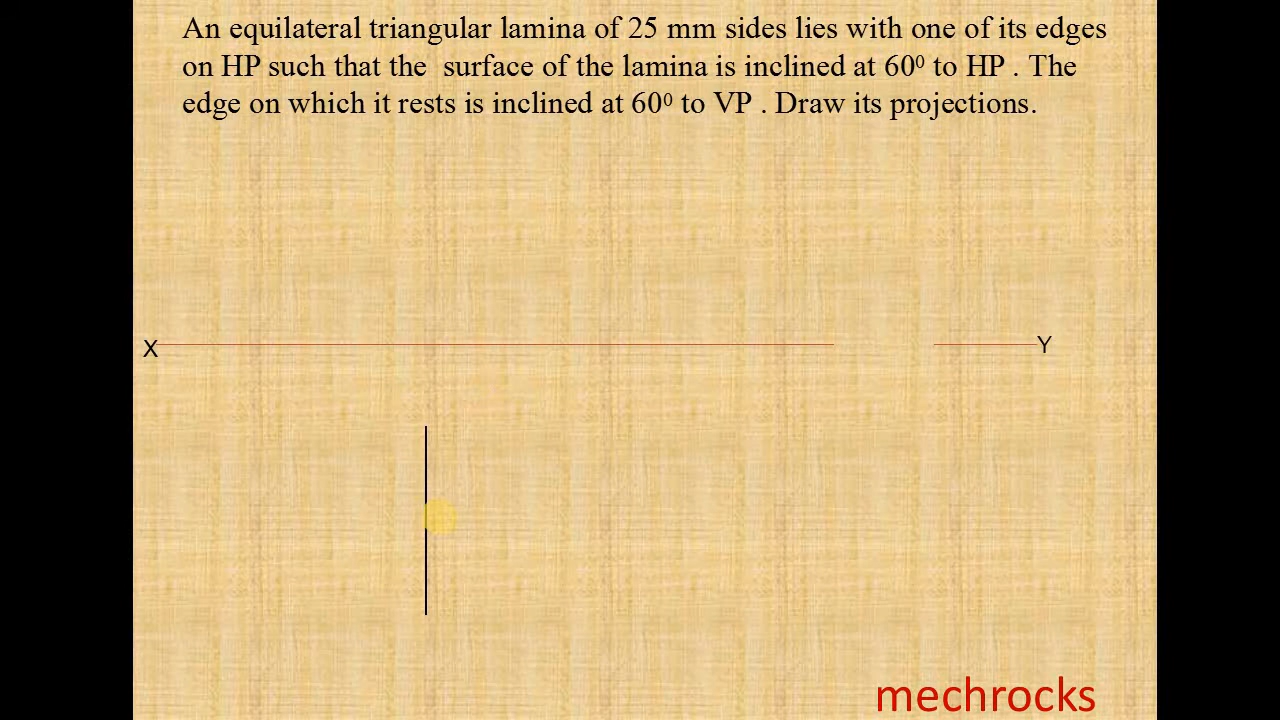 An equilateral triangular lamina of 25 mm sides lies with one of its edges
on HP such that the  surface of the lamina is inclined at 60⁰ to HP . The
edge on which it rests is inclined at 60⁰ to VP . Draw its projections.
X
Y
mechrocks